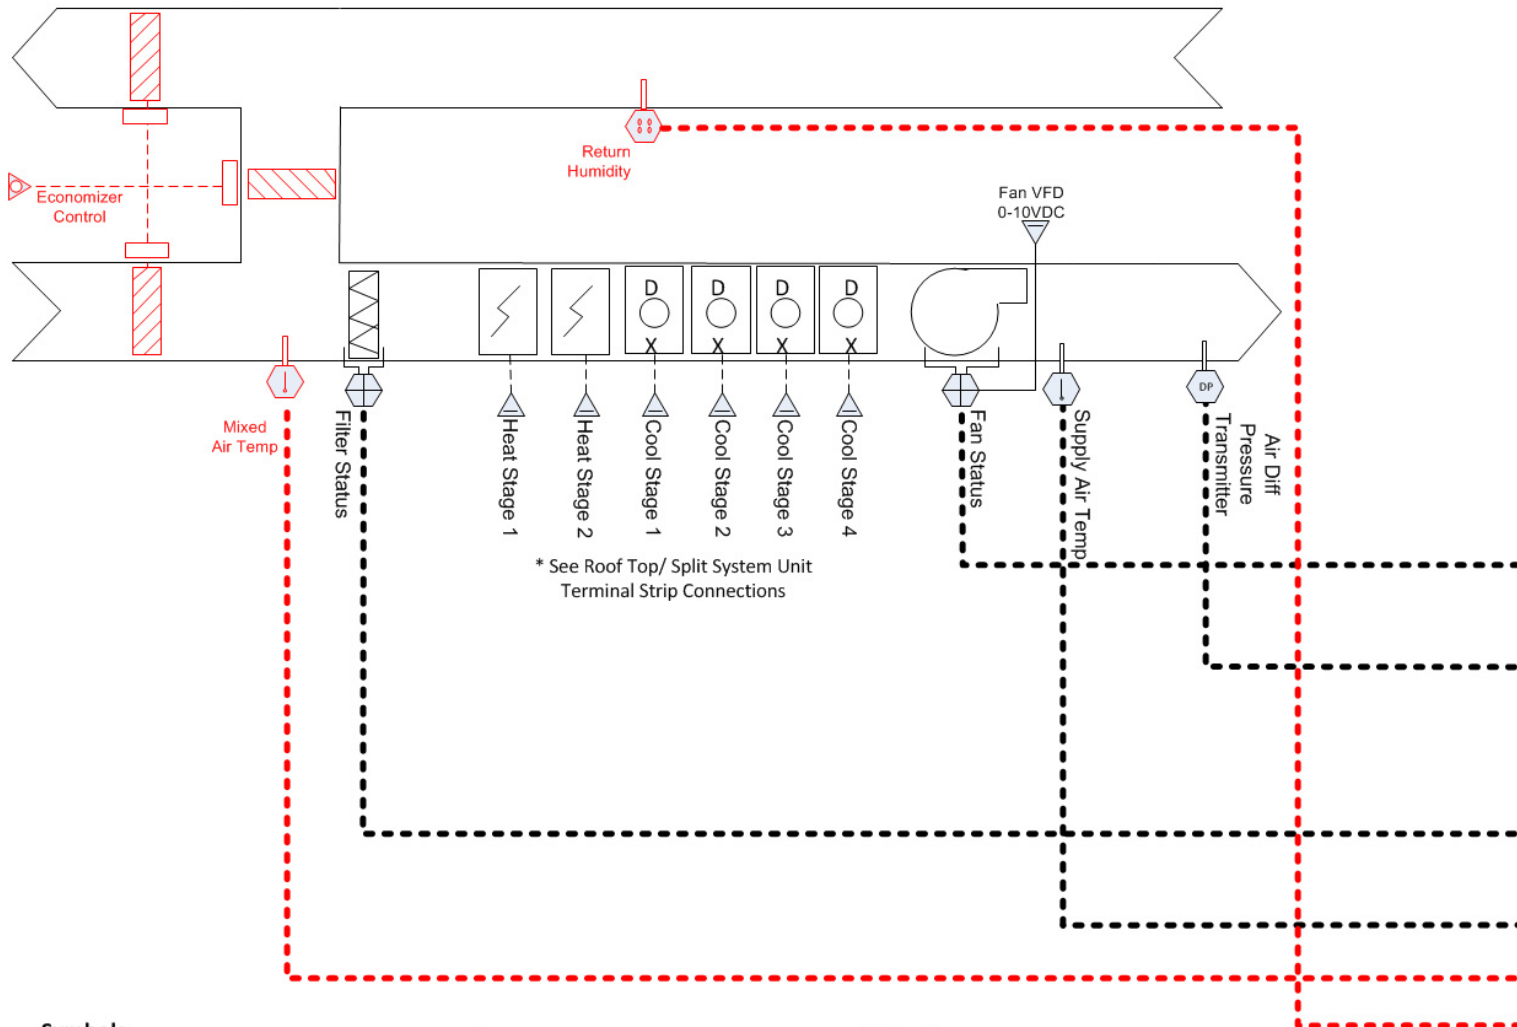 Return
Humidity
Economizer
Control
Fan VFD
0-10VDC
D
D
D
D
X
X
X
X
Mixed
Air Temp
Filter Status
Heat Stage 1
Heat Stage 2
Cool Stage 1
Cool Stage 2
Cool Stage 3
Cool Stage 4
Fan Status
Supply Air Temp
DP
Air Diff
Pressure
Transmitter
* See Roof Top/ Split System Unit
Terminal Strip Connections